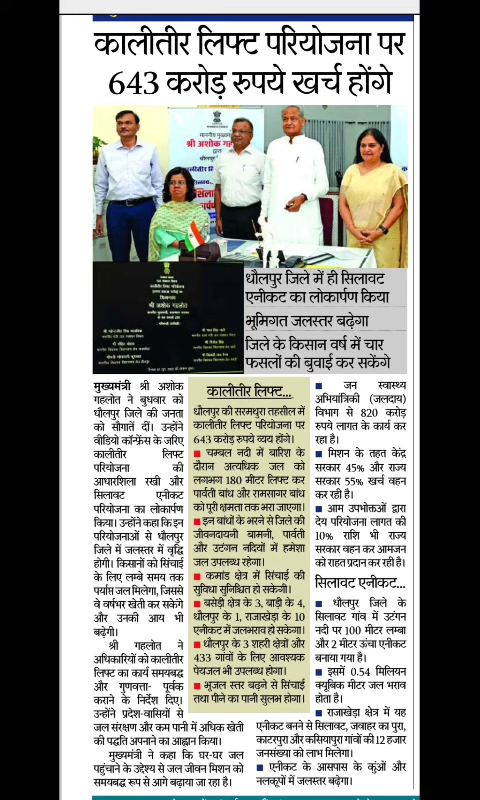 कालीतीर लिफ्ट परियोजना पर
643 करोड़ रुपये खर्च होंगे
श्री अशोक गहलोत
धौलपुर जिले में ही सिलावट
एनीकट का लोकार्पण किया
भूमिगत जलस्तर बढ़ेगा
जिले के किसान वर्ष में चार
फसलों की बुवाई कर सकेंगे
मुख्यमंत्री श्री अशोक
गहलोत ने बुधवार को
धौलपुर जिले की जनता
को सौगातें दीं। उन्होंने
वीडियो कॉन्फ्रेंस के जरिए
कालीतीर लिफ्ट
परियोजना की
आधारशिला रखी और
सिलावट एनीकट
परियोजना का लोकार्पण
किया। उन्होंने कहा कि इन
परियोजनाओं से धौलपुर
जिले में जलस्तर में वृद्धि
होगी। किसानों को सिंचाई
के लिए लम्बे समय तक
पर्याप्त जल मिलेगा, जिससे
वे वर्षभर खेती कर सकेंगे
और उनकी आय भी
बढ़ेगी।
श्री गहलोत ने
अधिकारियों को कालीतीर
लिफ्ट का कार्य समयबद्ध
और गुणवत्ता- पूर्वक
कराने के निर्देश दिए।
उन्होंने प्रदेश-वासियों से
जल संरक्षण और कम पानी में अधिक खेती
की पद्धति अपनाने का आह्वान किया।
मुख्यमंत्री ने कहा कि घर-घर जल
पहुंचाने के उद्देश्य से जल जीवन मिशन को
समयबद्ध रूप से आगे बढ़ाया जा रहा है।
कालीतीर लिफ्ट...
धौलपुर की सरमथुरा तहसील में
कालीतीर लिफ्ट परियोजना पर
643 करोड़ रुपये व्यय होंगे।
■ चम्बल नदी में बारिश के
दौरान अत्यधिक जल को
लगभग 180 मीटर लिफ्ट कर
पार्वती बांध और रामसागर बांध
को पूरी क्षमता तक भरा जाएगा।
■ इन बांधों के भरने से जिले की
जीवनदायनी बामनी, पार्वती
और उटंगन नदियों में हमेशा
जल उपलब्ध रहेगा।
■ कमांड क्षेत्र में सिंचाई की
सुविधा सुनिश्चित हो सकेगी।
■ बसेड़ी क्षेत्र के 3, बाड़ी के 4,
धौलपुर के 1, राजाखेड़ा के 10
एनीकट में जलभराव हो सकेगा।
■ धौलपुर के 3 शहरी क्षेत्रों और
433 गांवों के लिए आवश्यक
पेयजल भी उपलब्ध होगा।
■ भूजल स्तर बढ़ने से सिंचाई
तथा पीने का पानी सुलभ होगा।
■ जन स्वास्थ्य
अभियांत्रिकी (जलदाय)
विभाग से 820 करोड़
रुपये लागत के कार्य कर
रहा है।
■ मिशन के तहत केंद्र
सरकार 45% और राज्य
सरकार 55% खर्च वहन
कर रही है।
■ आम उपभोक्ताओं द्वारा
देय परियोजना लागत की
10% राशि भी राज्य
सरकार वहन कर आमजन
को राहत प्रदान कर रही है।
सिलावट एनीकट...
■ धौलपुर जिले के
सिलावट गांव में उटंगन
नदी पर 100 मीटर लम्बा
और 2 मीटर ऊंचा एनीकट
बनाया गया है।
■ इसमें 0.54 मिलियन
क्यूबिक मीटर जल भराव
होता है।
■ राजाखेड़ा क्षेत्र में यह
एनीकट बनने से सिलावट, जवाहर का पुरा,
काटरपुरा और कसियापुरा गांवों की 12 हजार
जनसंख्या को लाभ मिलेगा।
■ एनीकट के आसपास के कुंओं और
नलकूपों में जलस्तर बढ़ेगा।